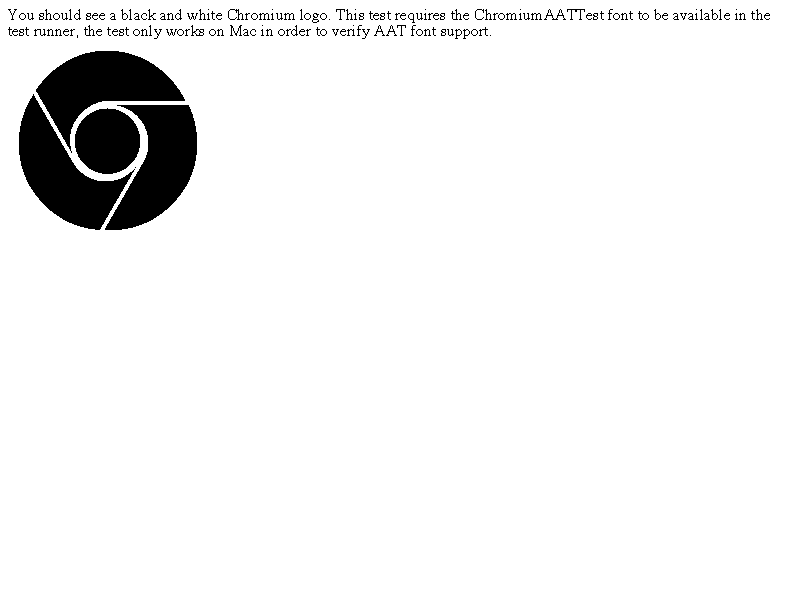 You should see a black and white Chromium logo. This test requires the ChromiumAATTest font to be available in the
test runner, the test only works on Mac in order to verify AAT font support.